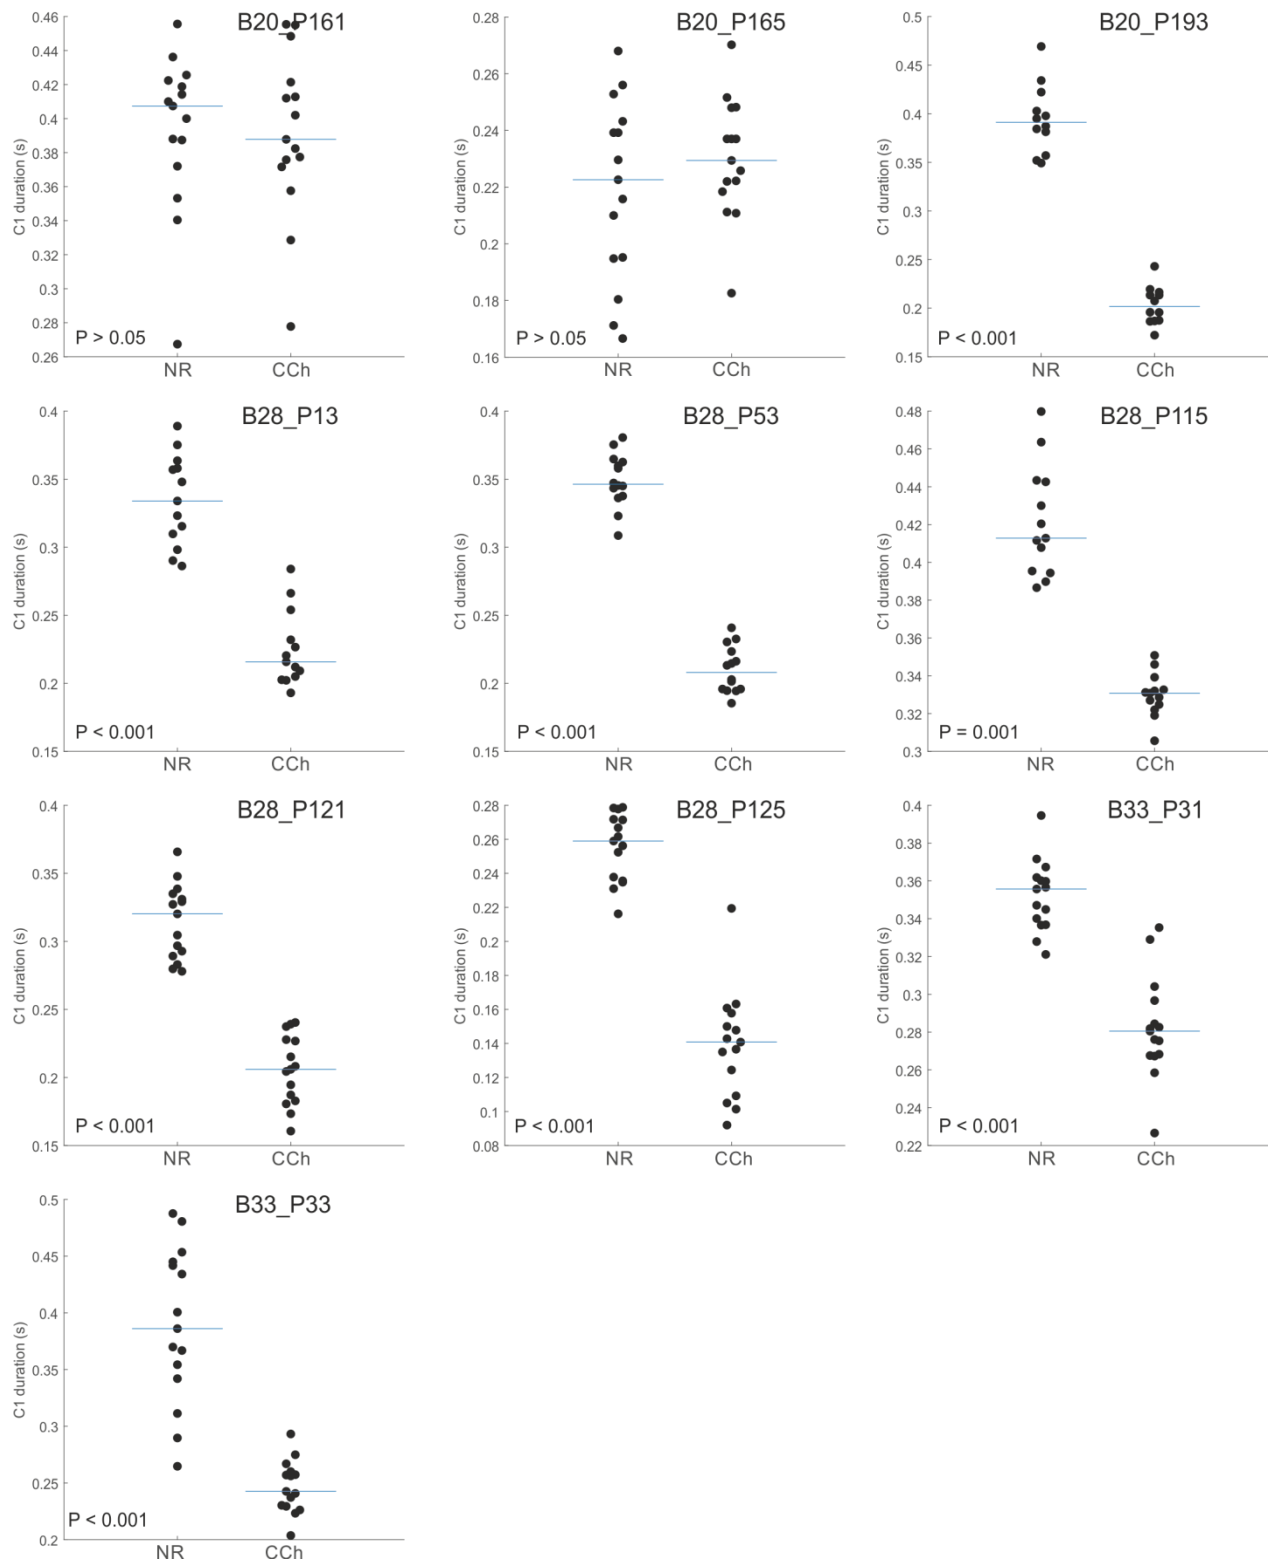 B20_P161
C1 duration (s)
0.46
0.44
0.42
0.4
0.38
0.36
0.34
0.32
0.3
0.28
0.26
P > 0.05
NR CCh
B20_P165
C1 duration (s)
0.28
0.26
0.24
0.22
0.2
0.18
0.16
P > 0.05
NR CCh
B20_P193
C1 duration (s)
0.5
0.45
0.4
0.35
0.3
0.25
0.2
0.15
P < 0.001
NR CCh
B28_P13
C1 duration (s)
0.4
0.35
0.3
0.25
0.2
0.15
P < 0.001
NR CCh
B28_P53
C1 duration (s)
0.4
0.35
0.3
0.25
0.2
0.15
P < 0.001
NR CCh
B28_P115
C1 duration (s)
0.48
0.46
0.44
0.42
0.4
0.38
0.36
0.34
0.32
0.3
P = 0.001
NR CCh
B28_P121
C1 duration (s)
0.4
0.35
0.3
0.25
0.2
0.15
P < 0.001
NR CCh
B28_P125
C1 duration (s)
0.28
0.26
0.24
0.22
0.2
0.18
0.16
0.14
0.12
0.1
0.08
P < 0.001
NR CCh
B33_P31
C1 duration (s)
0.4
0.38
0.36
0.34
0.32
0.3
0.28
0.26
0.24
0.22
P < 0.001
NR CCh
B33_P33
C1 duration (s)
0.5
0.45
0.4
0.35
0.3
0.25
0.2
P < 0.001
NR CCh